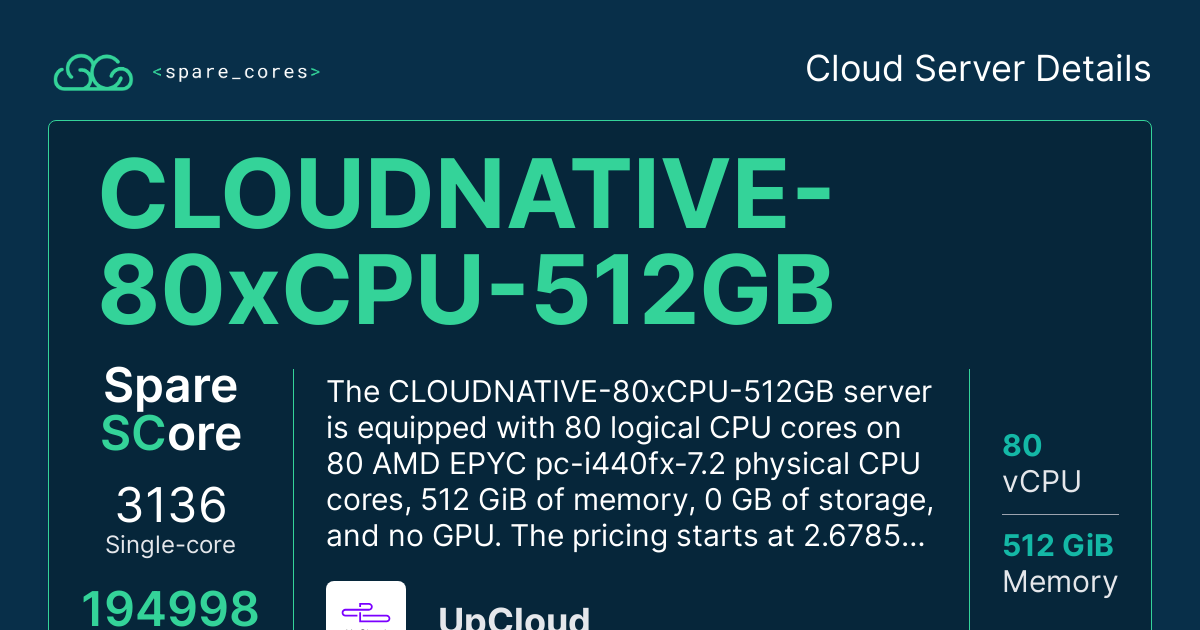 <spare_cores>
Cloud Server Details
CLOUDNATIVE-
80xCPU-512GB
Spare
SCore
3136
Single-core
194998
The CLOUDNATIVE-80xCPU-512GB server
is equipped with 80 logical CPU cores on
80 AMD EPYC pc-i440fx-7.2 physical CPU
cores, 512 GiB of memory, 0 GB of storage,
and no GPU. The pricing starts at 2.6785...
UpCloud
80
vCPU
512 GiB
Memory